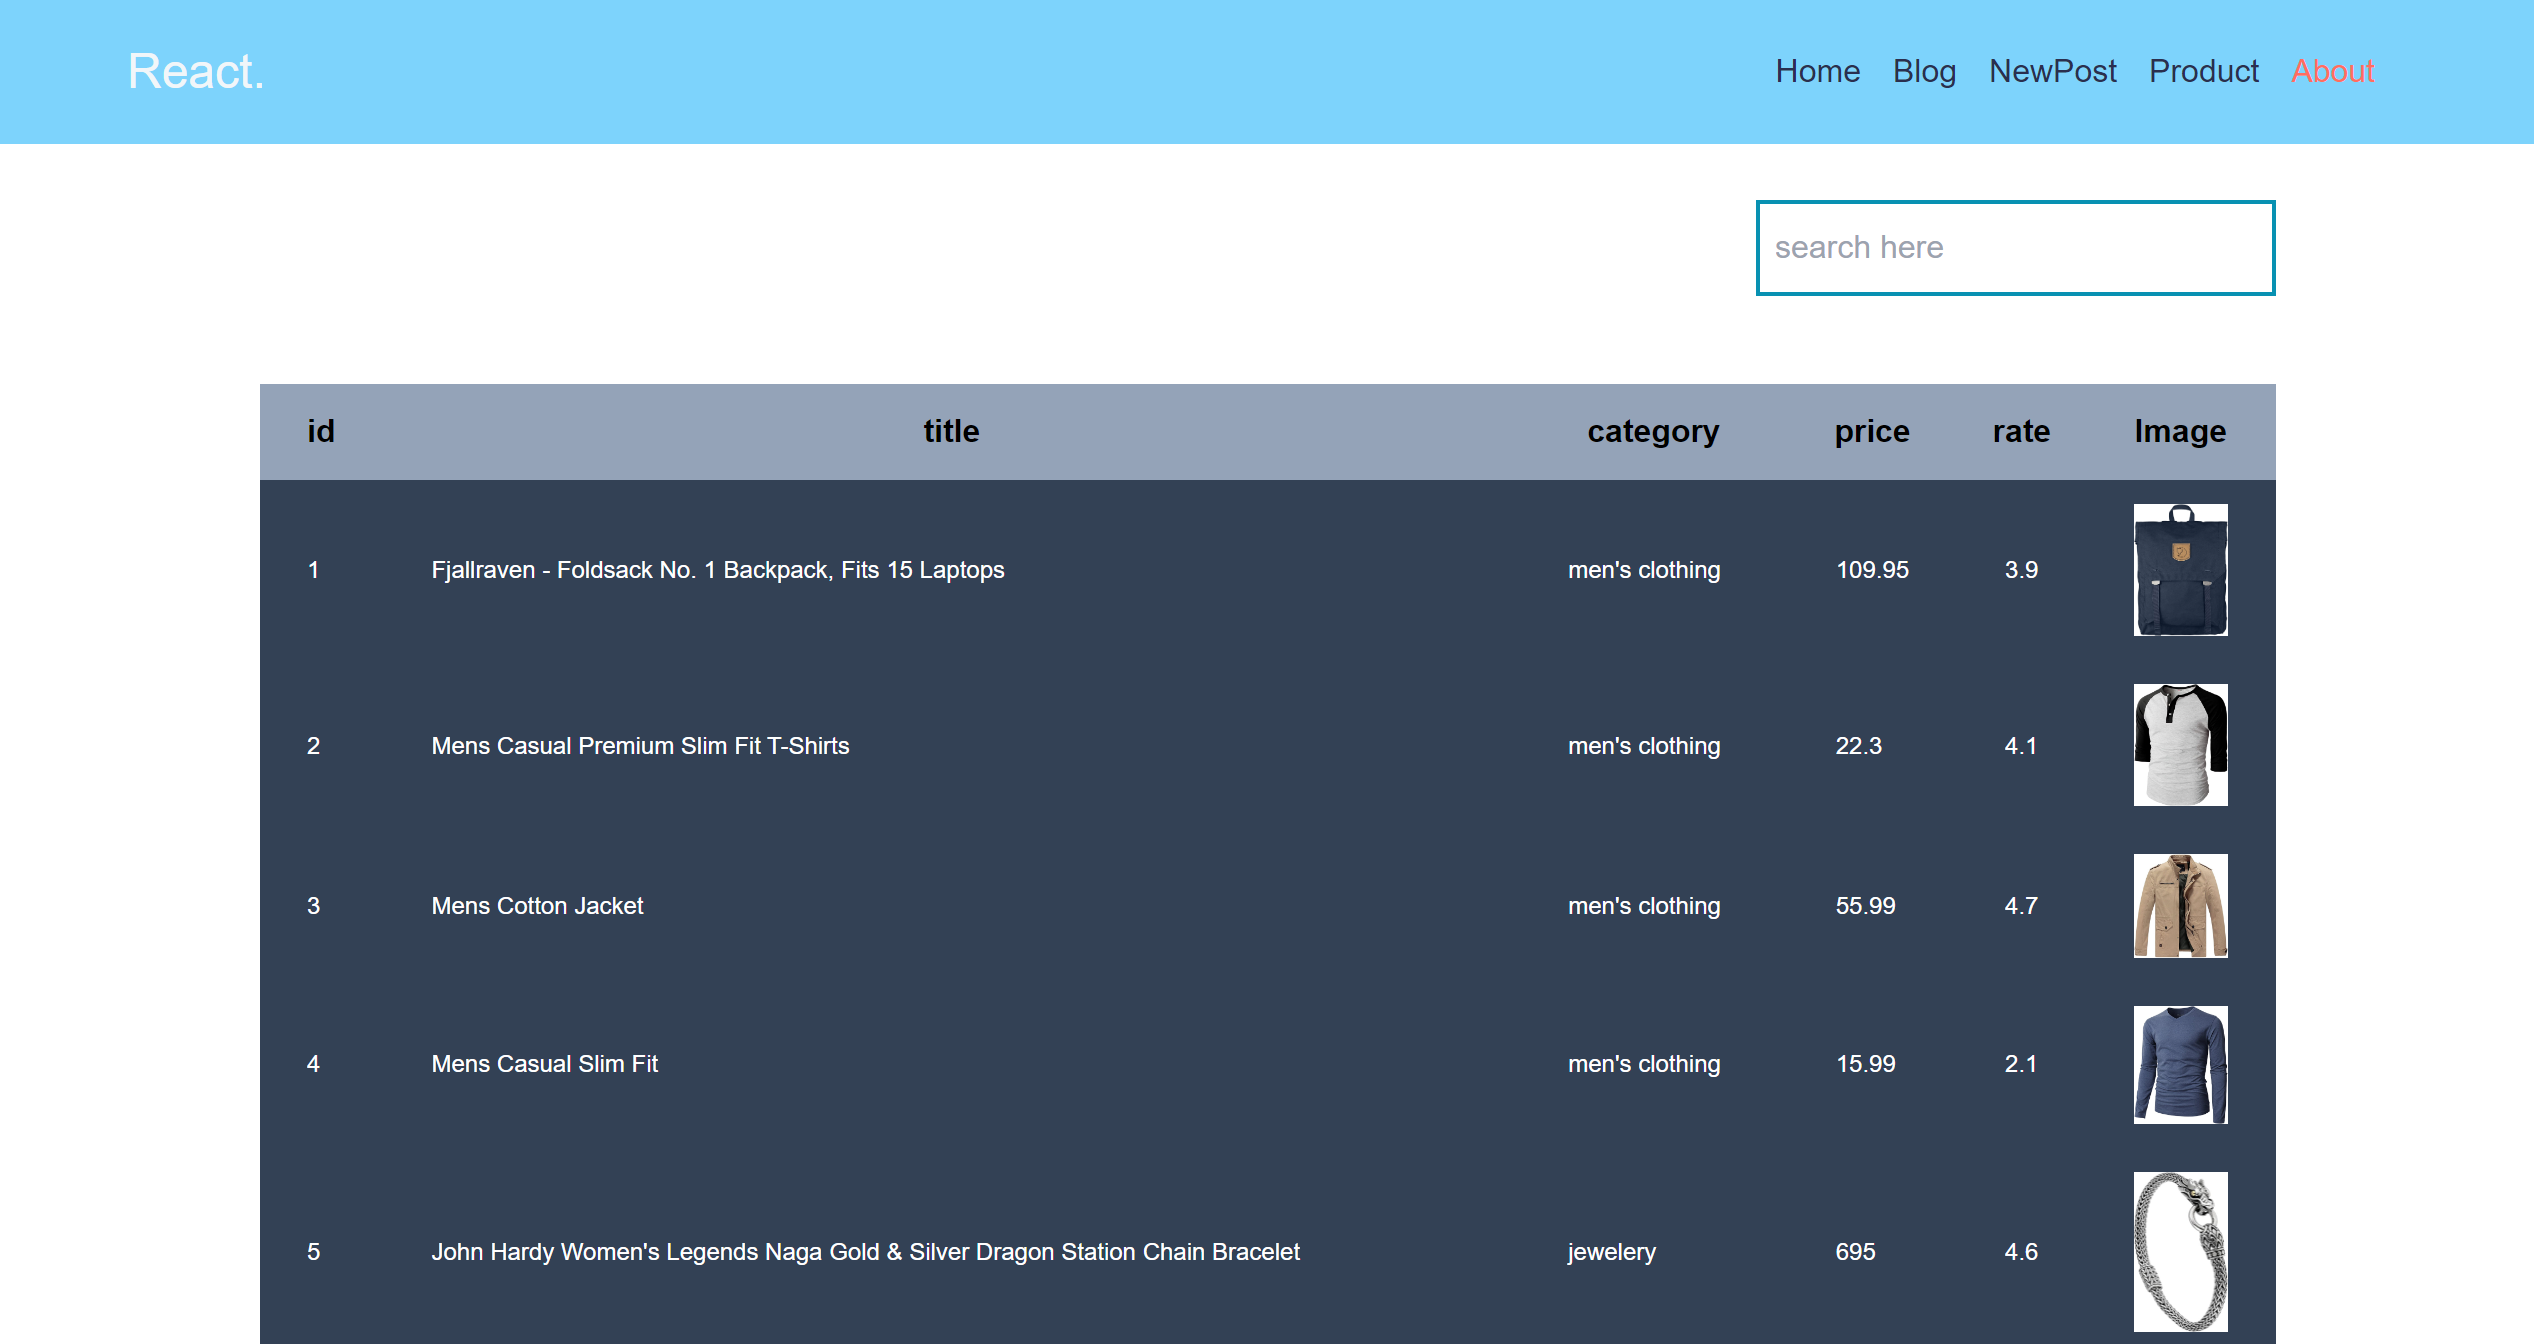 React.
Home Blog NewPost Product About
search here
id title category price rate Image
1 Fjallraven - Foldsack No. 1 Backpack, Fits 15 Laptops men's clothing 109.95 3.9
2 Mens Casual Premium Slim Fit T-Shirts men's clothing 22.3 4.1
3 Mens Cotton Jacket men's clothing 55.99 4.7
4 Mens Casual Slim Fit men's clothing 15.99 2.1
5 John Hardy Women's Legends Naga Gold & Silver Dragon Station Chain Bracelet jewelery 695 4.6